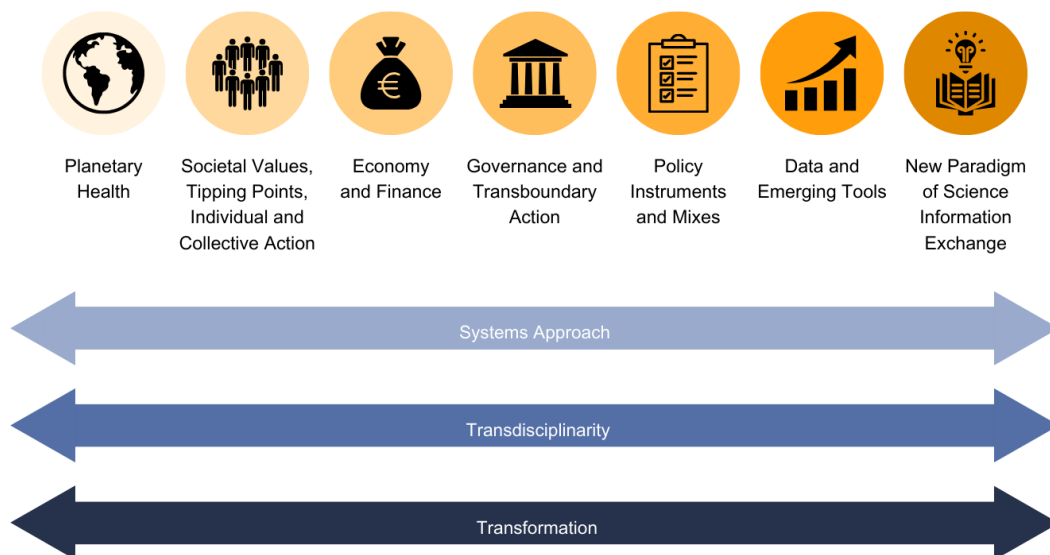 Planetary
Health
Societal Values,
Tipping Points,
Individual and
Collective Action
Economy
and Finance
Governance and
Transboundary
Action
Policy
Instruments
and Mixes
Data and
Emerging Tools
New Paradigm
of Science
Information
Exchange
€
Systems Approach
Transdisciplinarity
Transformation